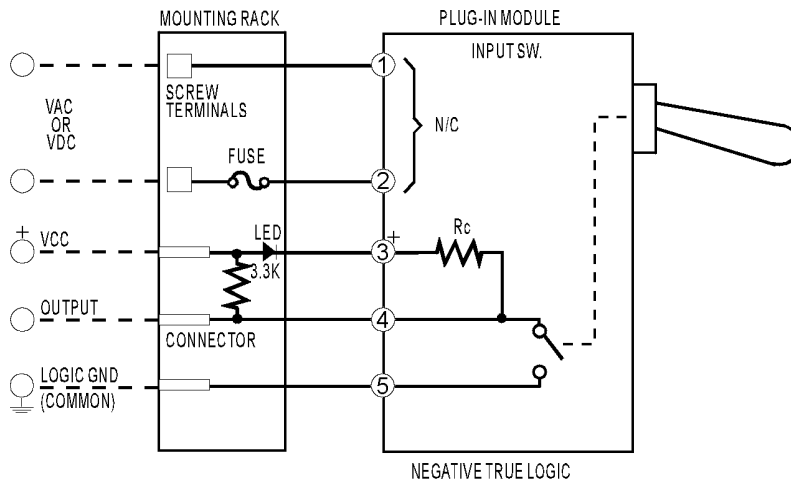 MOUNTING RACK
PLUG-IN MODULE
INPUT SW.
1
SCREW
TERMINALS
VAC
OR
VDC
N/C
FUSE
2
+
VCC
LED
3.3K
3
+
Rc
OUTPUT
CONNECTOR
4
LOGIC GND
(COMMON)
5
NEGATIVE TRUE LOGIC